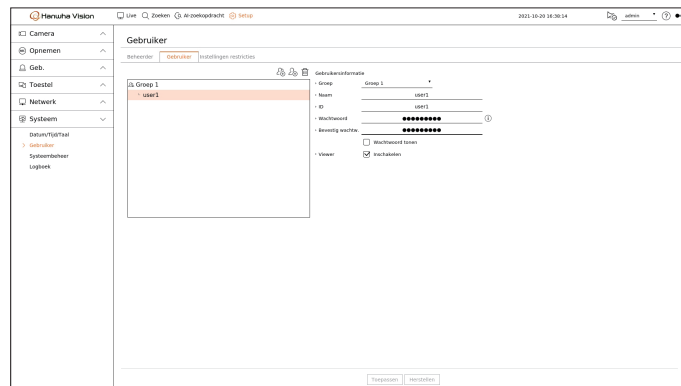 Hanwha Vision
Live Zoeken AI-zoekopdracht Setup
2021-10-20 16:38:14
admin
Camera
Opnemen
Geb.
Toestel
Netwerk
Systeem
Datum/Tijd/Taal
Gebruiker
Systeembeheer
Logboek
Gebruiker
Beheerder Gebruiker Instellingen restricties
Groep 1
user1
Gebruikersinformatie
Groep Groep 1
Naam user1
ID user1
Wachtwoord ●●●●●●●●●
Bevestig wachtw. ●●●●●●●●●
Wachtwoord tonen
Viewer Inschakelen
Toepassen Herstellen